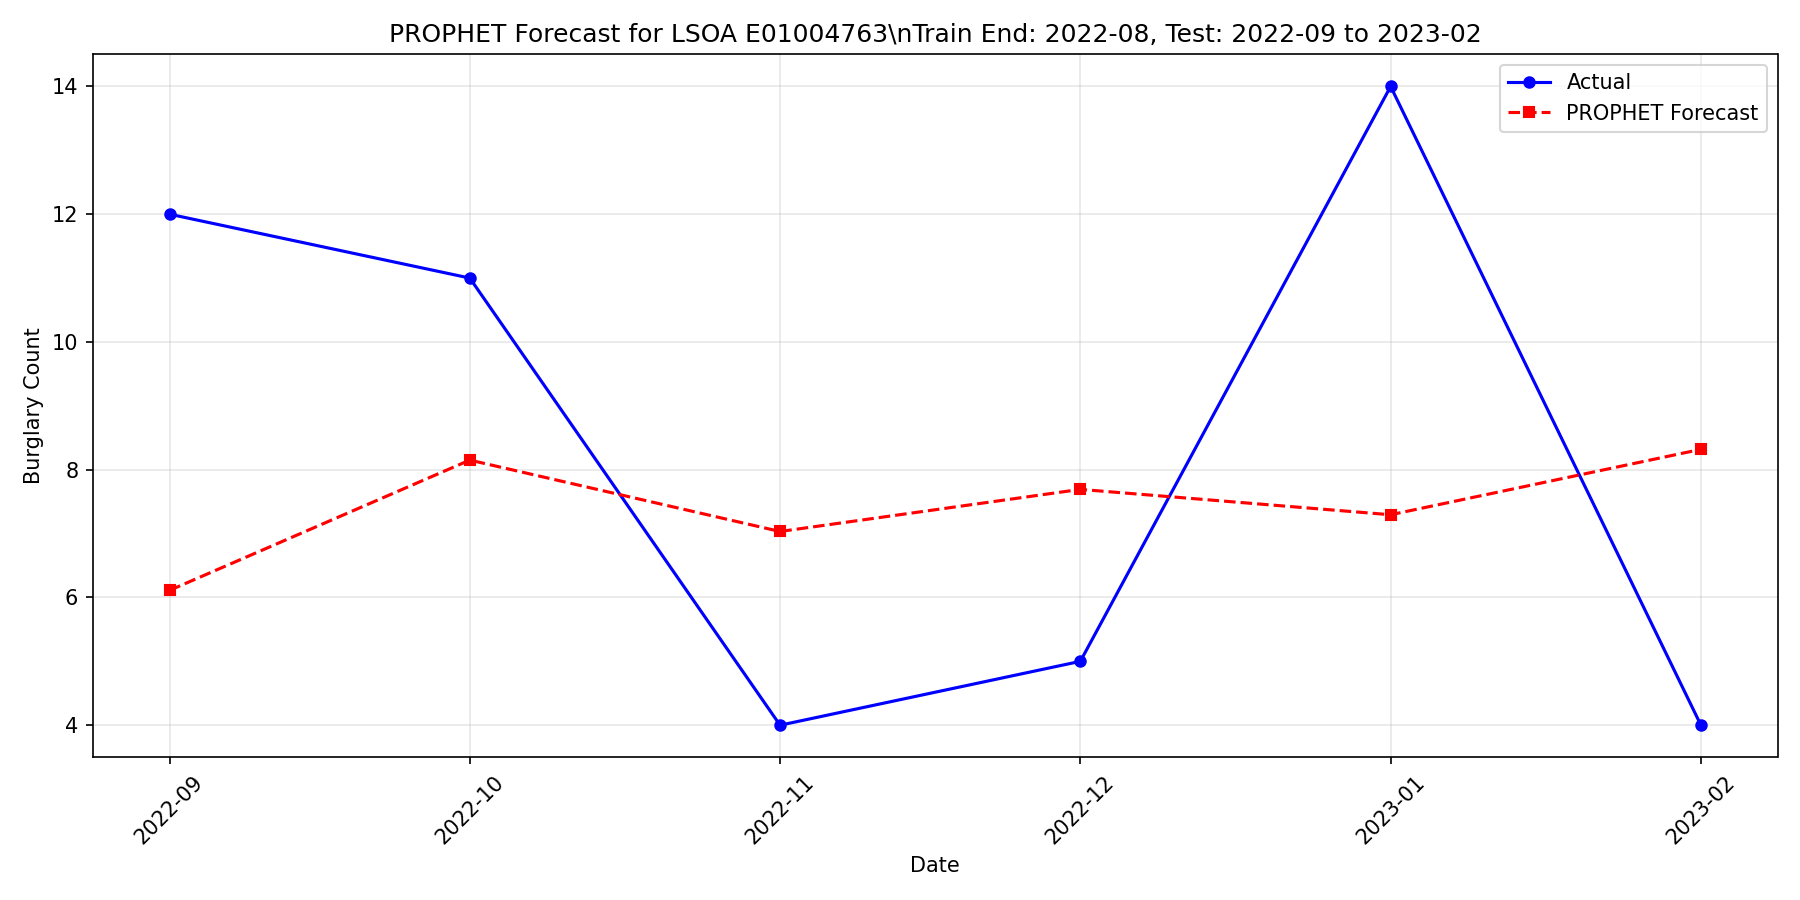 PROPHET Forecast for LSOA E01004763\nTrain End: 2022-08, Test: 2022-09 to 2023-02
Actual
PROPHET Forecast
14
12
10
8
6
4
Burglary Count
2022-09
2022-10
2022-11
2022-12
2023-01
2023-02
Date